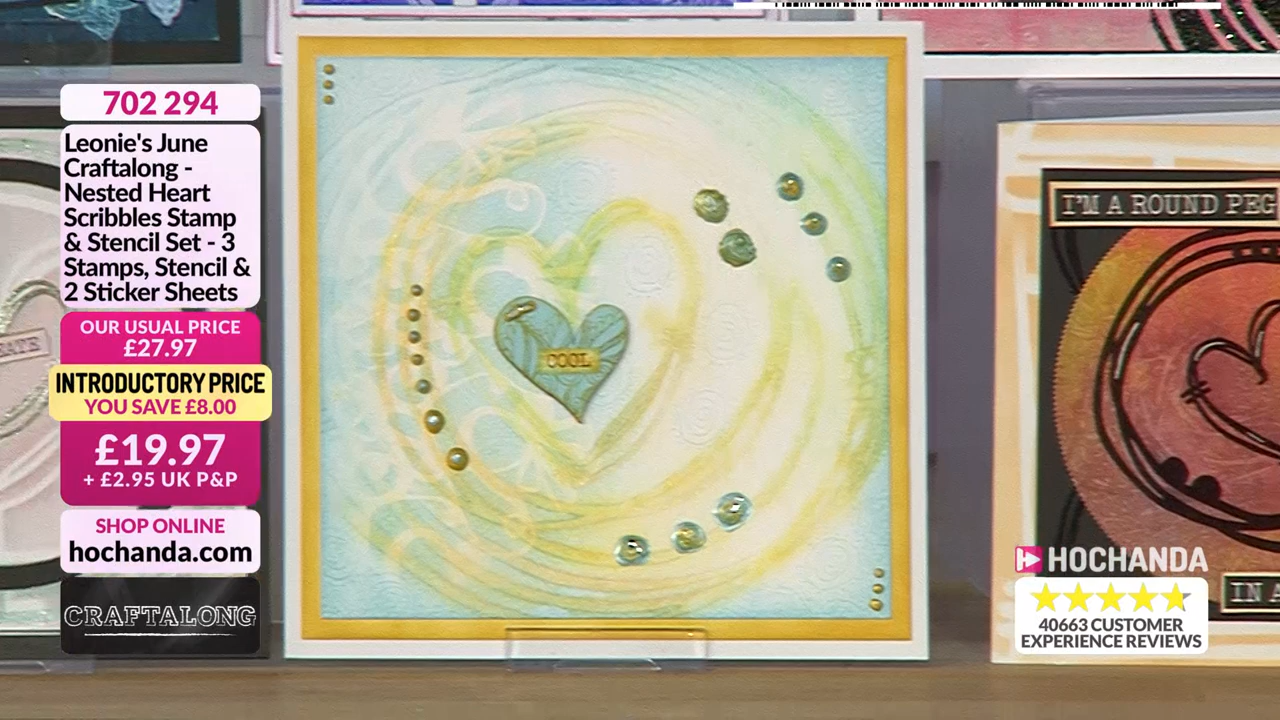 702 294
Leonie's June
Craftalong -
Nested Heart
Scribbles Stamp
& Stencil Set - 3
Stamps, Stencil &
2 Sticker Sheets
OUR USUAL PRICE
£27.97
INTRODUCTORY PRICE
YOU SAVE £8.00
£19.97
+ £2.95 UK P&P
SHOP ONLINE
hochanda.com
CRAFTALONG
COOL
I'M A ROUND PEG
IN A
HOCHANDA
40663 CUSTOMER
EXPERIENCE REVIEWS